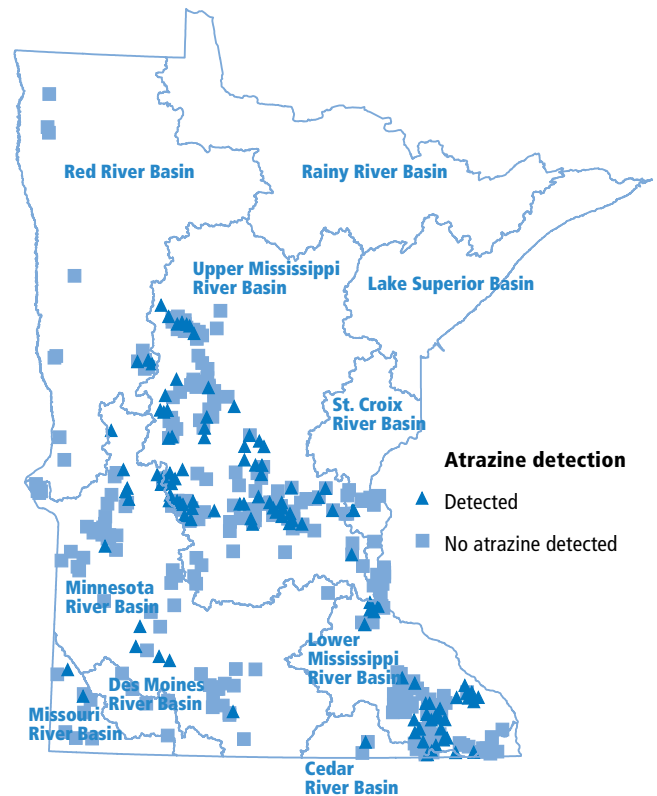 Red River Basin
Rainy River Basin
Upper Mississippi
River Basin
Lake Superior Basin
St. Croix
River Basin
Atrazine detection
Detected
No atrazine detected
Minnesota
River Basin
Lower
Mississippi
River Basin
Des Moines
River Basin
Missouri
River Basin
Cedar
River Basin